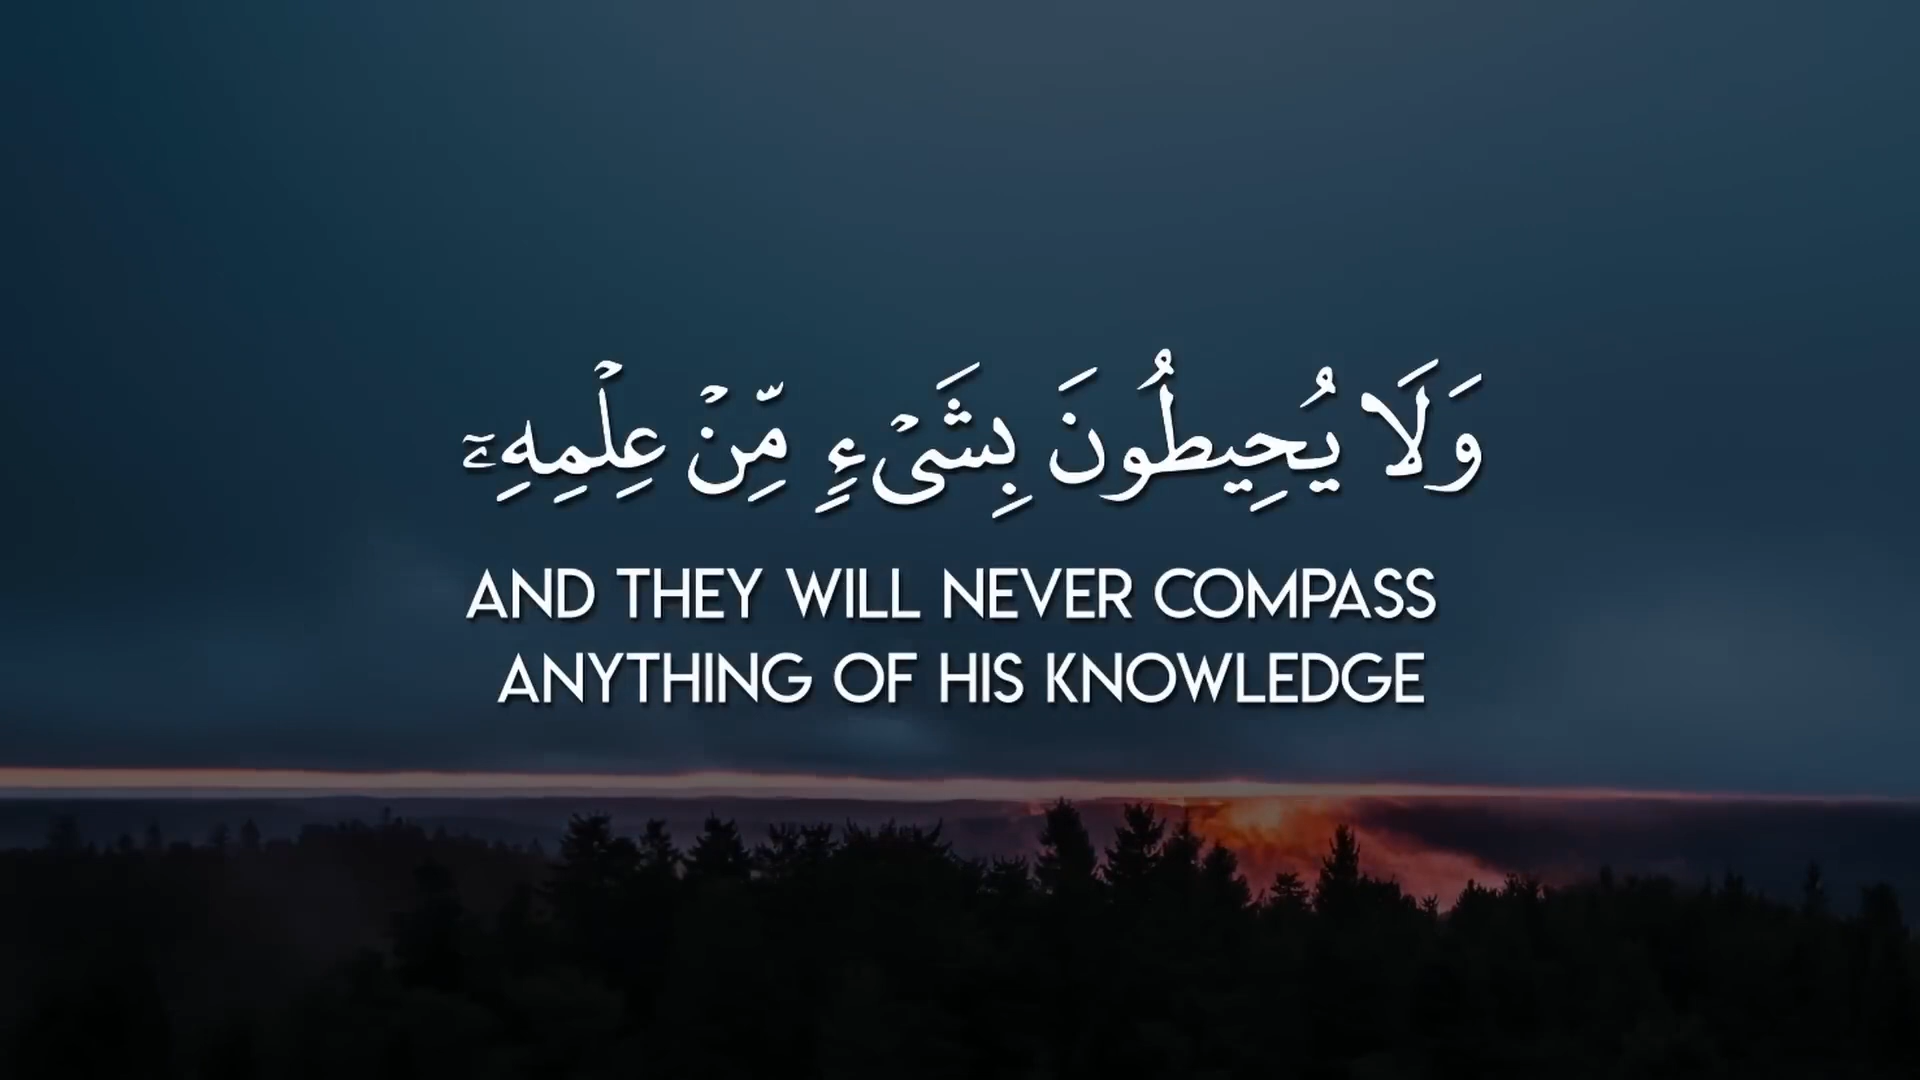 وَلَا يُحِيطُونَ بِشَىْءٍ مِّنْ عِلْمِهِۦٓ
AND THEY WILL NEVER COMPASS
ANYTHING OF HIS KNOWLEDGE